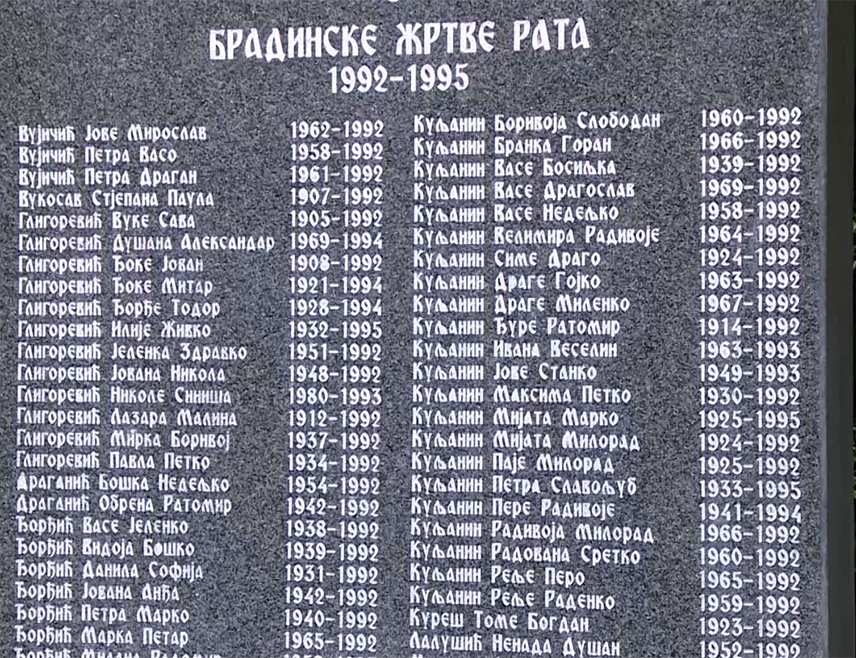 БРАДИНСКЕ ЖРТВЕ РАТА
1992-1995
Вујичић Јове Мирослав 1962-1992
Вујичић Петра Васо 1958-1992
Вујичић Петра Драган 1961-1992
Вукосав Стјепана Паула 1907-1992
Глигоревић Вуке Сава 1905-1992
Глигоревић Душана Александар 1969-1994
Глигоревић Ђоке Јован 1908-1992
Глигоревић Ђоке Митар 1921-1994
Глигоревић Ђорђе Тодор 1928-1994
Глигоревић Илије Живко 1932-1995
Глигоревић Јеленка Здравко 1951-1992
Глигоревић Јована Никола 1948-1992
Глигоревић Николе Синиша 1980-1993
Глигоревић Лазара Малина 1912-1992
Глигоревић Мирка Боривој 1937-1992
Глигоревић Павла Петко 1934-1992
Драганић Бошка Недељко 1954-1992
Драганић Обрена Ратомир 1942-1992
Ђорђић Васе Јеленко 1938-1992
Ђорђић Видоја Бошко 1939-1992
Ђорђић Данила Софија 1931-1992
Ђорђић Јована Анђа 1942-1992
Ђорђић Петра Марко 1940-1992
Ђорђић Марка Петар 1965-1992
Ђорђић Милана Радомир
Куљанин Боривоја Слободан 1960-1992
Куљанин Бранка Горан 1966-1992
Куљанин Васе Босиљка 1939-1992
Куљанин Васе Драгослав 1969-1992
Куљанин Васе Недељко 1958-1992
Куљанин Велимира Радивоје 1964-1992
Куљанин Симе Драго 1924-1992
Куљанин Драге Гојко 1963-1992
Куљанин Драге Миленко 1967-1992
Куљанин Ђуре Ратомир 1914-1992
Куљанин Ивана Веселин 1963-1993
Куљанин Јове Станко 1949-1993
Куљанин Максима Петко 1930-1992
Куљанин Мијата Марко 1925-1995
Куљанин Мијата Милорад 1924-1992
Куљанин Паје Милорад 1925-1992
Куљанин Петра Славољуб 1933-1995
Куљанин Пере Радивоје 1941-1994
Куљанин Радивоја Милорад 1966-1992
Куљанин Радована Сретко 1960-1992
Куљанин Реље Перо 1965-1992
Куљанин Реље Раденко 1959-1992
Куреш Томе Богдан 1923-1992
Лалушић Ненада Душан 1952-1992